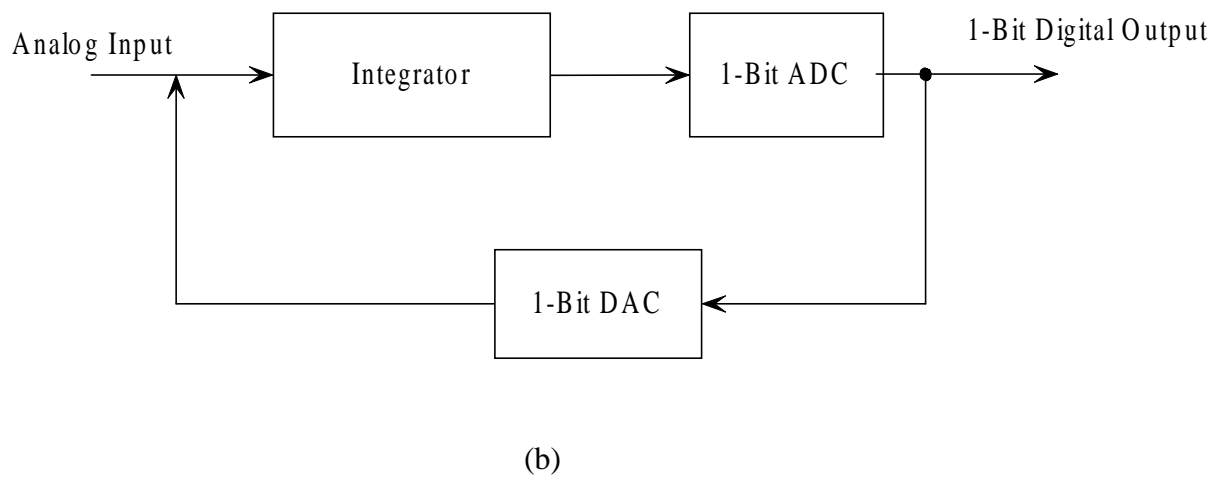 Analog Input
1-Bit Digital Output
Integrator
1-Bit ADC
1-Bit DAC
(b)